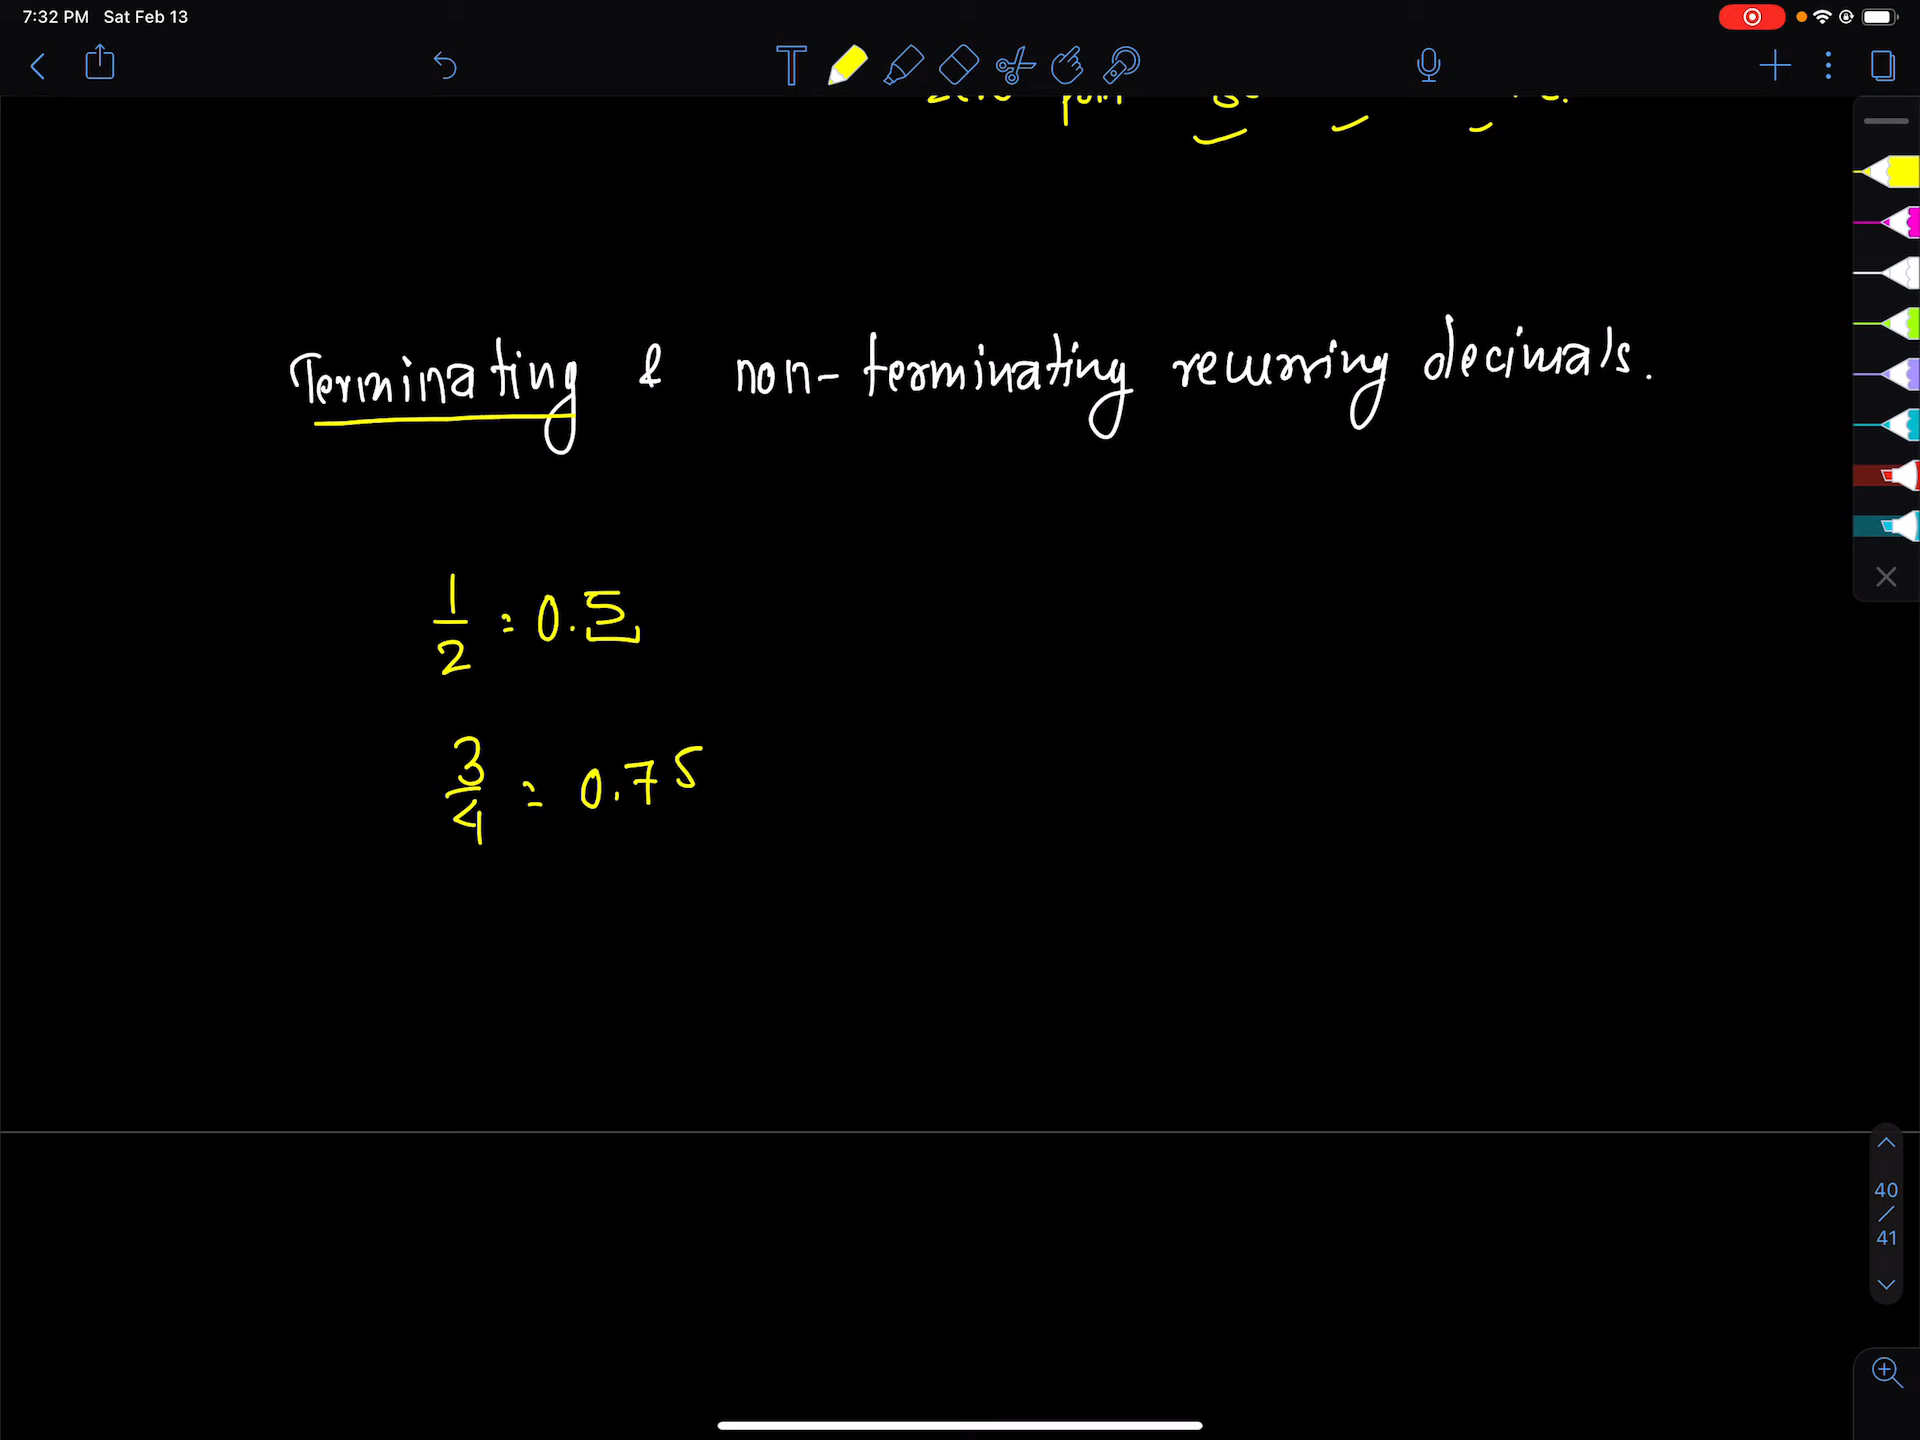 7:32 PM Sat Feb 13
Terminating & non-terminating recurring decimals.
1/2 = 0.5
3/4 = 0.75
40
/
41